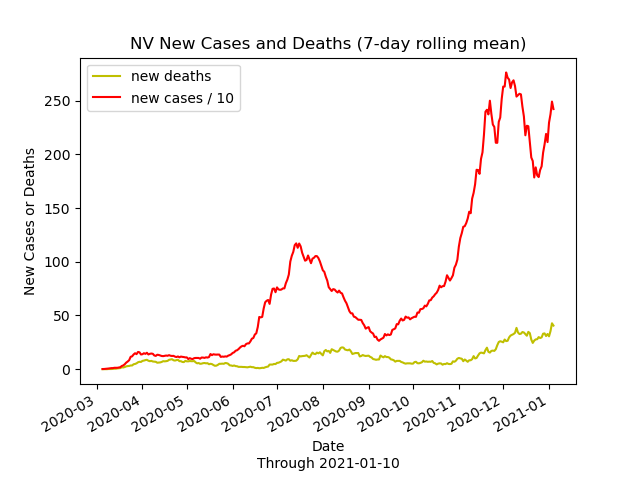 NV New Cases and Deaths (7-day rolling mean)
new deaths
new cases / 10
New Cases or Deaths
250
200
150
100
50
0
2020-03
2020-04
2020-05
2020-06
2020-07
2020-08
2020-09
2020-10
2020-11
2020-12
2021-01
Date
Through 2021-01-10